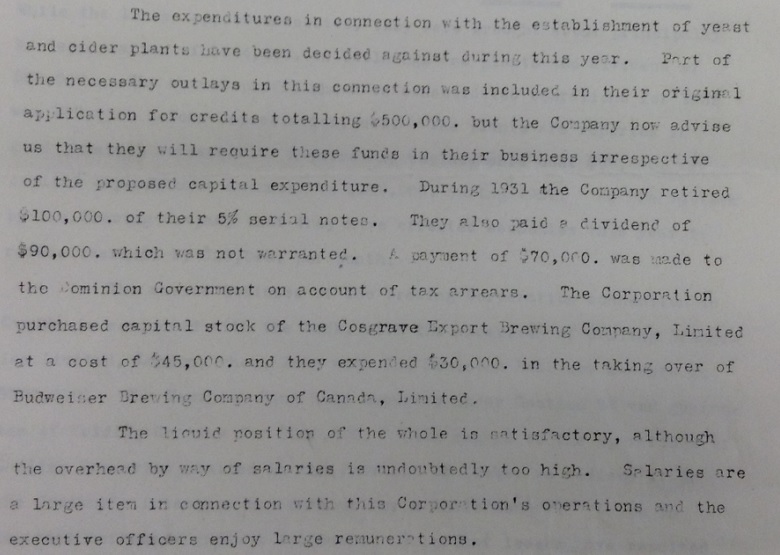 The expenditures in connection with the establishment of yeast
and cider plants have been decided against during this year. Part of
the necessary outlays in this connection was included in their original
application for credits totalling $500,000. but the Company now advise
us that they will require these funds in their business irrespective
of the proposed capital expenditure. During 1931 the Company retired
$100,000. of their 5% serial notes. They also paid a dividend of
$90,000. which was not warranted. A payment of $70,000. was made to
the Dominion Government on account of tax arrears. The Corporation
purchased capital stock of the Cosgrave Export Brewing Company, Limited
at a cost of $45,000. and they expended $30,000. in the taking over of
Budweiser Brewing Company of Canada, Limited.
The liquid position of the whole is satisfactory, although
the overhead by way of salaries is undoubtedly too high. Salaries are
a large item in connection with this Corporation's operations and the
executive officers enjoy large remunerations.